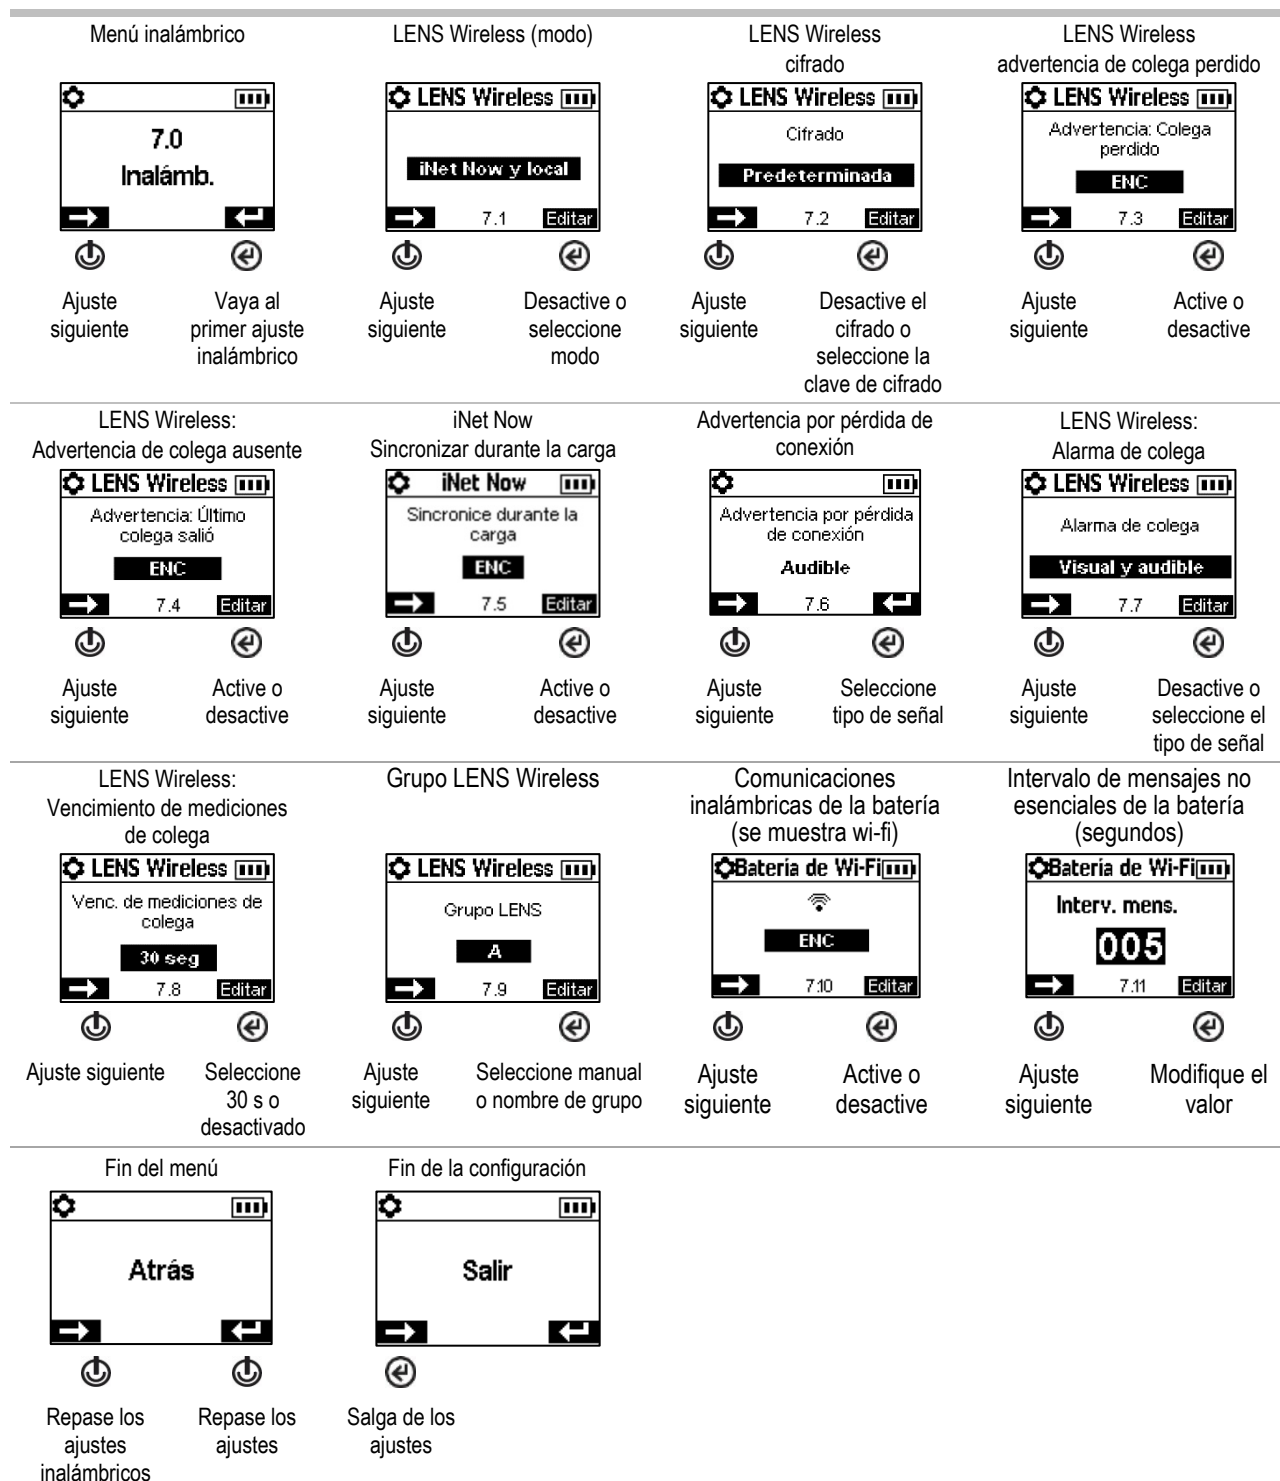 Menú inalámbrico
7.0
Inalámb.
Ajuste
siguiente
Vaya al
primer ajuste
inalámbrico
LENS Wireless (modo)
LENS Wireless
iNet Now y local
7.1 Editar
Ajuste
siguiente
Desactive o
seleccione
modo
LENS Wireless
cifrado
LENS Wireless
Cifrado
Predeterminada
7.2 Editar
Ajuste
siguiente
Desactive el
cifrado o
seleccione la
clave de cifrado
LENS Wireless
advertencia de colega perdido
LENS Wireless
Advertencia: Colega
perdido
ENC
7.3 Editar
Ajuste
siguiente
Active o
desactive
LENS Wireless:
Advertencia de colega ausente
LENS Wireless
Advertencia: Último
colega salió
ENC
7.4 Editar
Ajuste
siguiente
Active o
desactive
iNet Now
Sincronizar durante la carga
iNet Now
Sincronice durante la
carga
ENC
7.5 Editar
Ajuste
siguiente
Active o
desactive
Advertencia por pérdida de
conexión
Advertencia por pérdida
de conexión
Audible
7.6
Ajuste
siguiente
Seleccione
tipo de señal
LENS Wireless:
Alarma de colega
LENS Wireless
Alarma de colega
Visual y audible
7.7 Editar
Ajuste
siguiente
Desactive o
seleccione el
tipo de señal
LENS Wireless:
Vencimiento de mediciones
de colega
LENS Wireless
Venc. de mediciones de
colega
30 seg
7.8 Editar
Ajuste siguiente
Seleccione
30 s o
desactivado
Grupo LENS Wireless
LENS Wireless
Grupo LENS
A
7.9 Editar
Ajuste
siguiente
Seleccione manual
o nombre de grupo
Comunicaciones
inalámbricas de la batería
(se muestra wi-fi)
Batería de Wi-Fi
ENC
7.10 Editar
Ajuste
siguiente
Active o
desactive
Intervalo de mensajes no
esenciales de la batería
(segundos)
Batería de Wi-Fi
Interv. mens.
005
7.11 Editar
Ajuste
siguiente
Modifique el
valor
Fin del menú
Atrás
Repase los
ajustes
inalámbricos
Repase los
ajustes
Fin de la configuración
Salir
Salga de los
ajustes